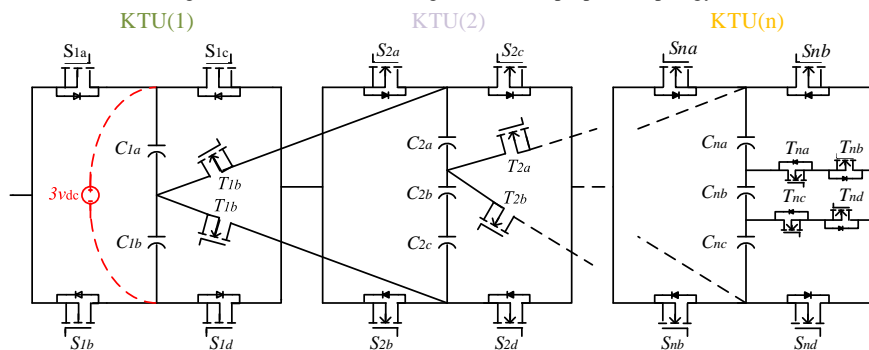 KTU(1) KTU(2) KTU(n)
S1a S1c S2a S2c Sna Snb
C1a T1b C2a T2a Cna Tna Tnb
3vdc T1b C2b T2b Cnb Tnc Tnd
C1b C2c Cnc
S1b S1d S2b S2d Snb Snd